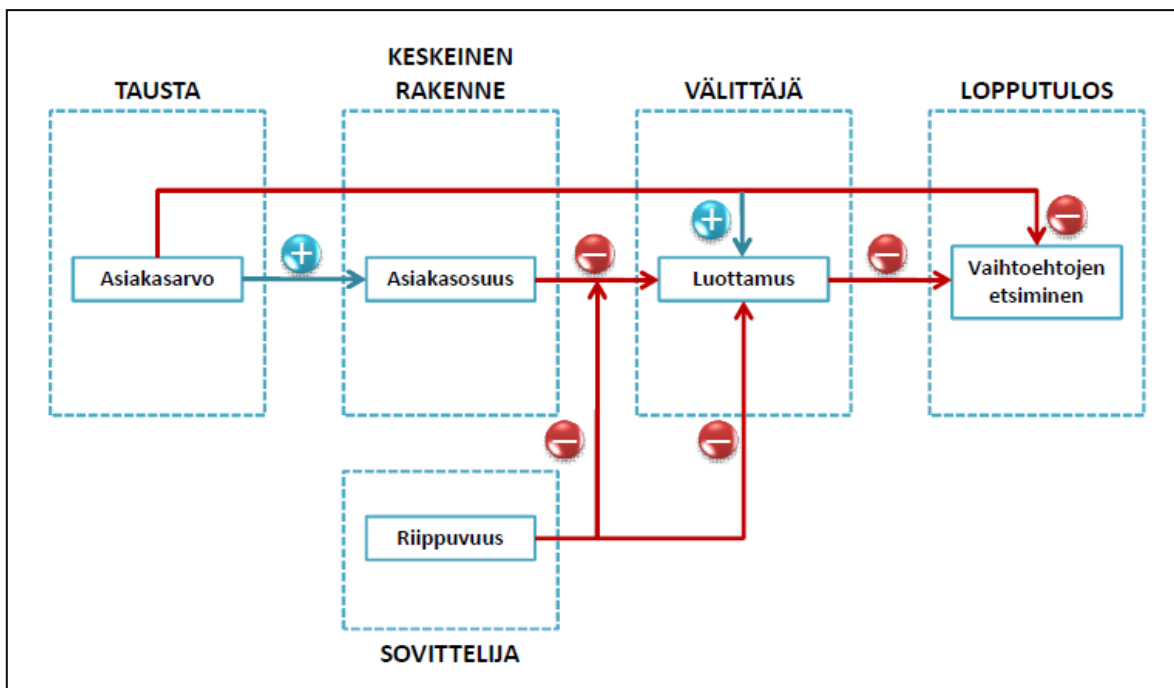 TAUSTA
KESKEINEN
RAKENNE
VÄLITTÄJÄ
LOPPUTULOS
Asiakasarvo
+
Asiakasosuus
−
+
Luottamus
−
−
Vaihtoehtojen
etsiminen
−
−
Riippuvuus
SOVITTELIJA